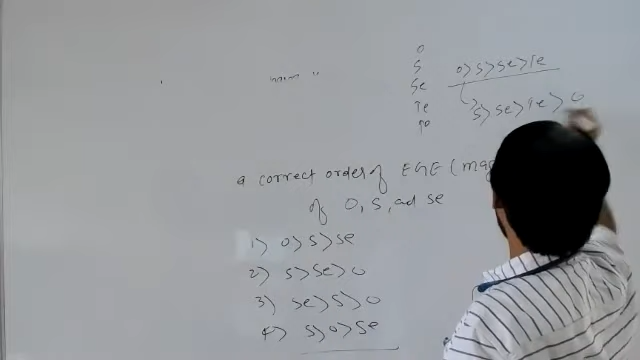 O
S
Se
Te
Po
O>S>Se>Te
S>Se>Te>O
a correct order of EGE (mag
of O, S, ad se
1) O>S>Se
2) S>Se>O
3) Se>S>O
4) S>O>Se